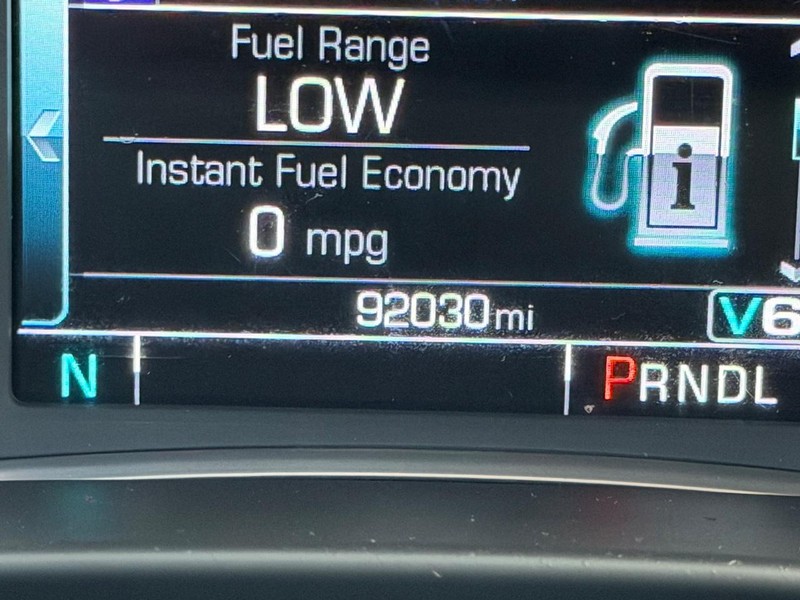 Fuel Range
LOW
Instant Fuel Economy
0 mpg
i
92030 mi
V6
N
PRNDL